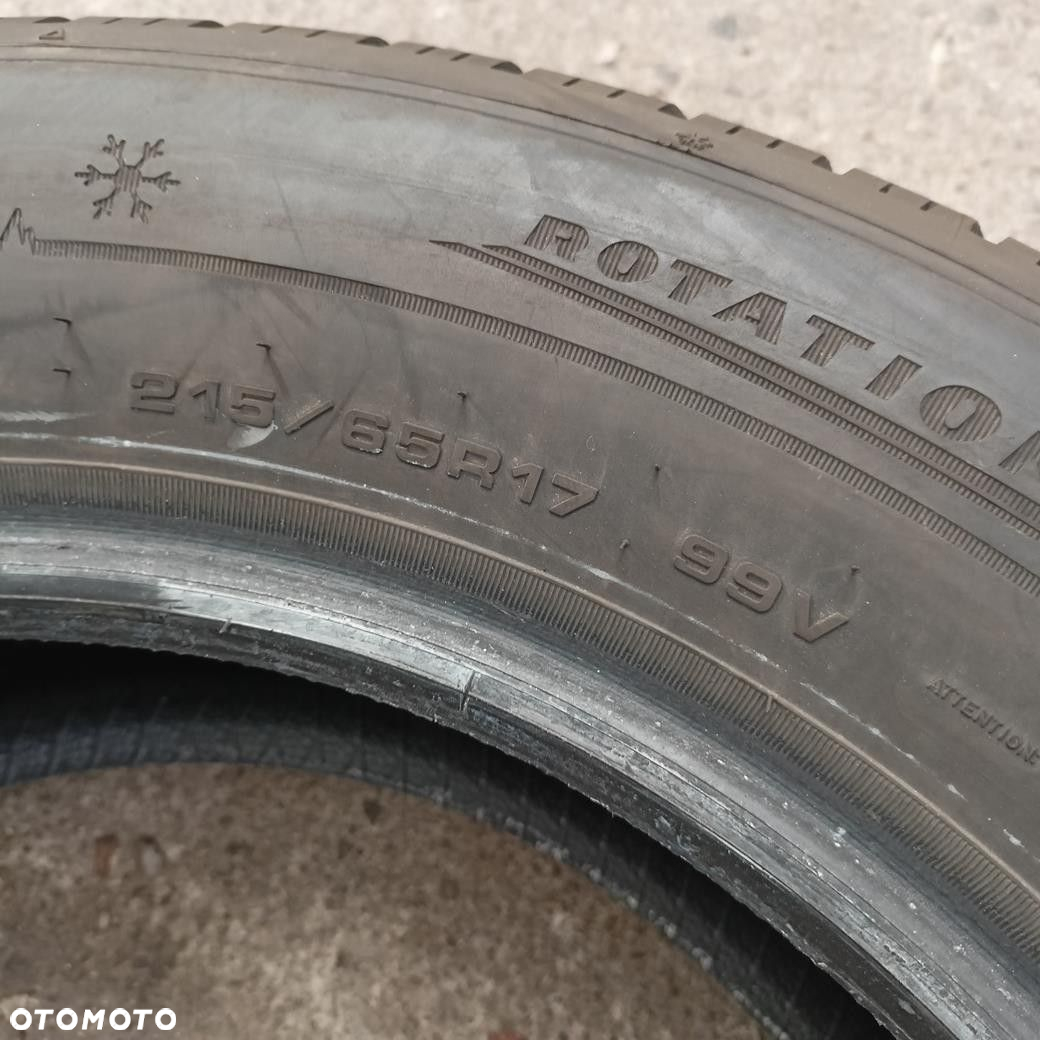 ROTATION
215/65R17 99V
ATTENTION:
OTOMOTO